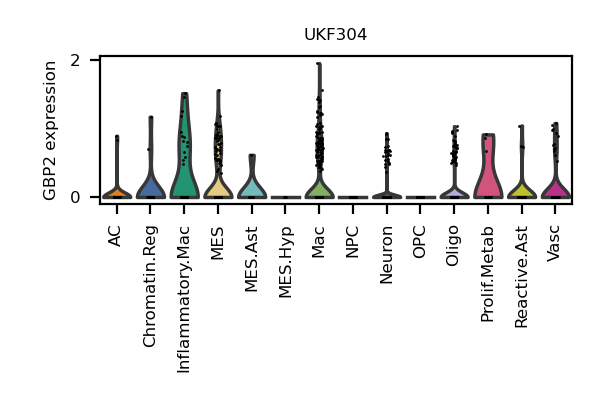 UKF304
GBP2 expression
2
0
AC
Chromatin.Reg
Inflammatory.Mac
MES
MES.Ast
MES.Hyp
Mac
NPC
Neuron
OPC
Oligo
Prolif.Metab
Reactive.Ast
Vasc